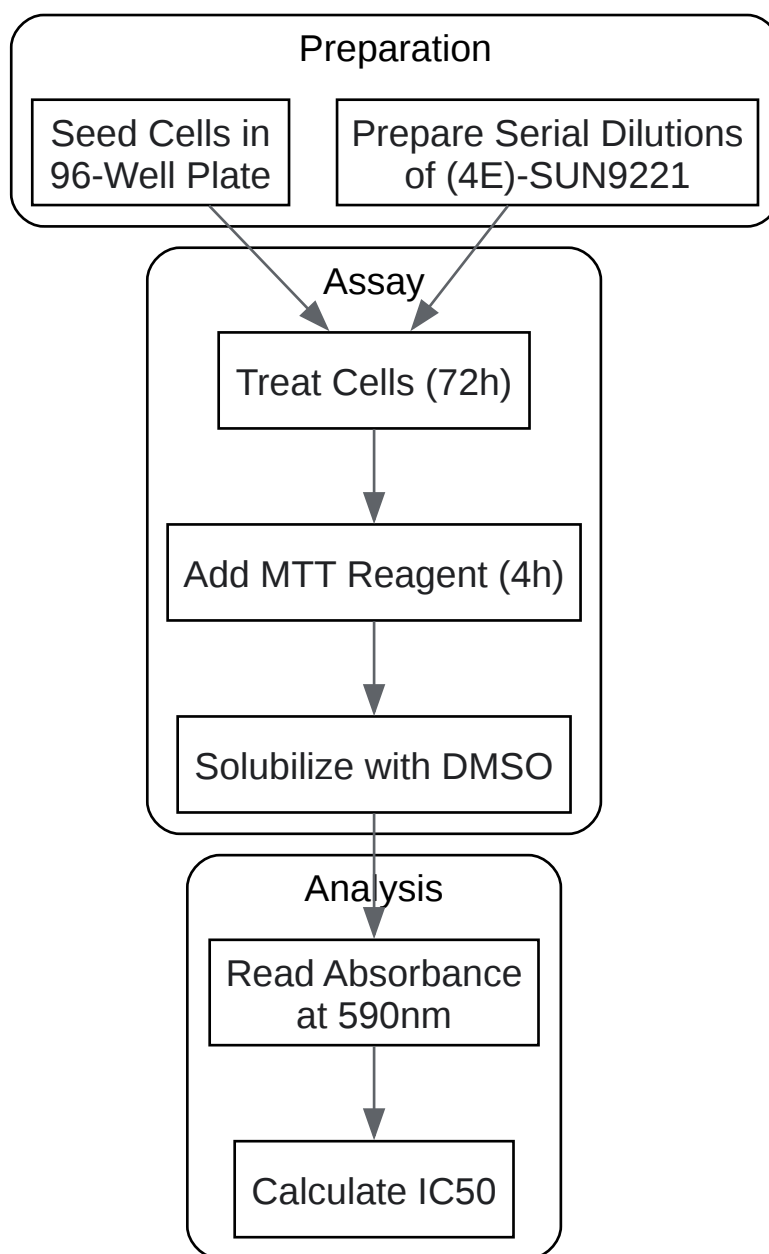 Preparation
Seed Cells in
96-Well Plate
Prepare Serial Dilutions
of (4E)-SUN9221
Assay
Treat Cells (72h)
Add MTT Reagent (4h)
Solubilize with DMSO
Analysis
Read Absorbance
at 590nm
Calculate IC50